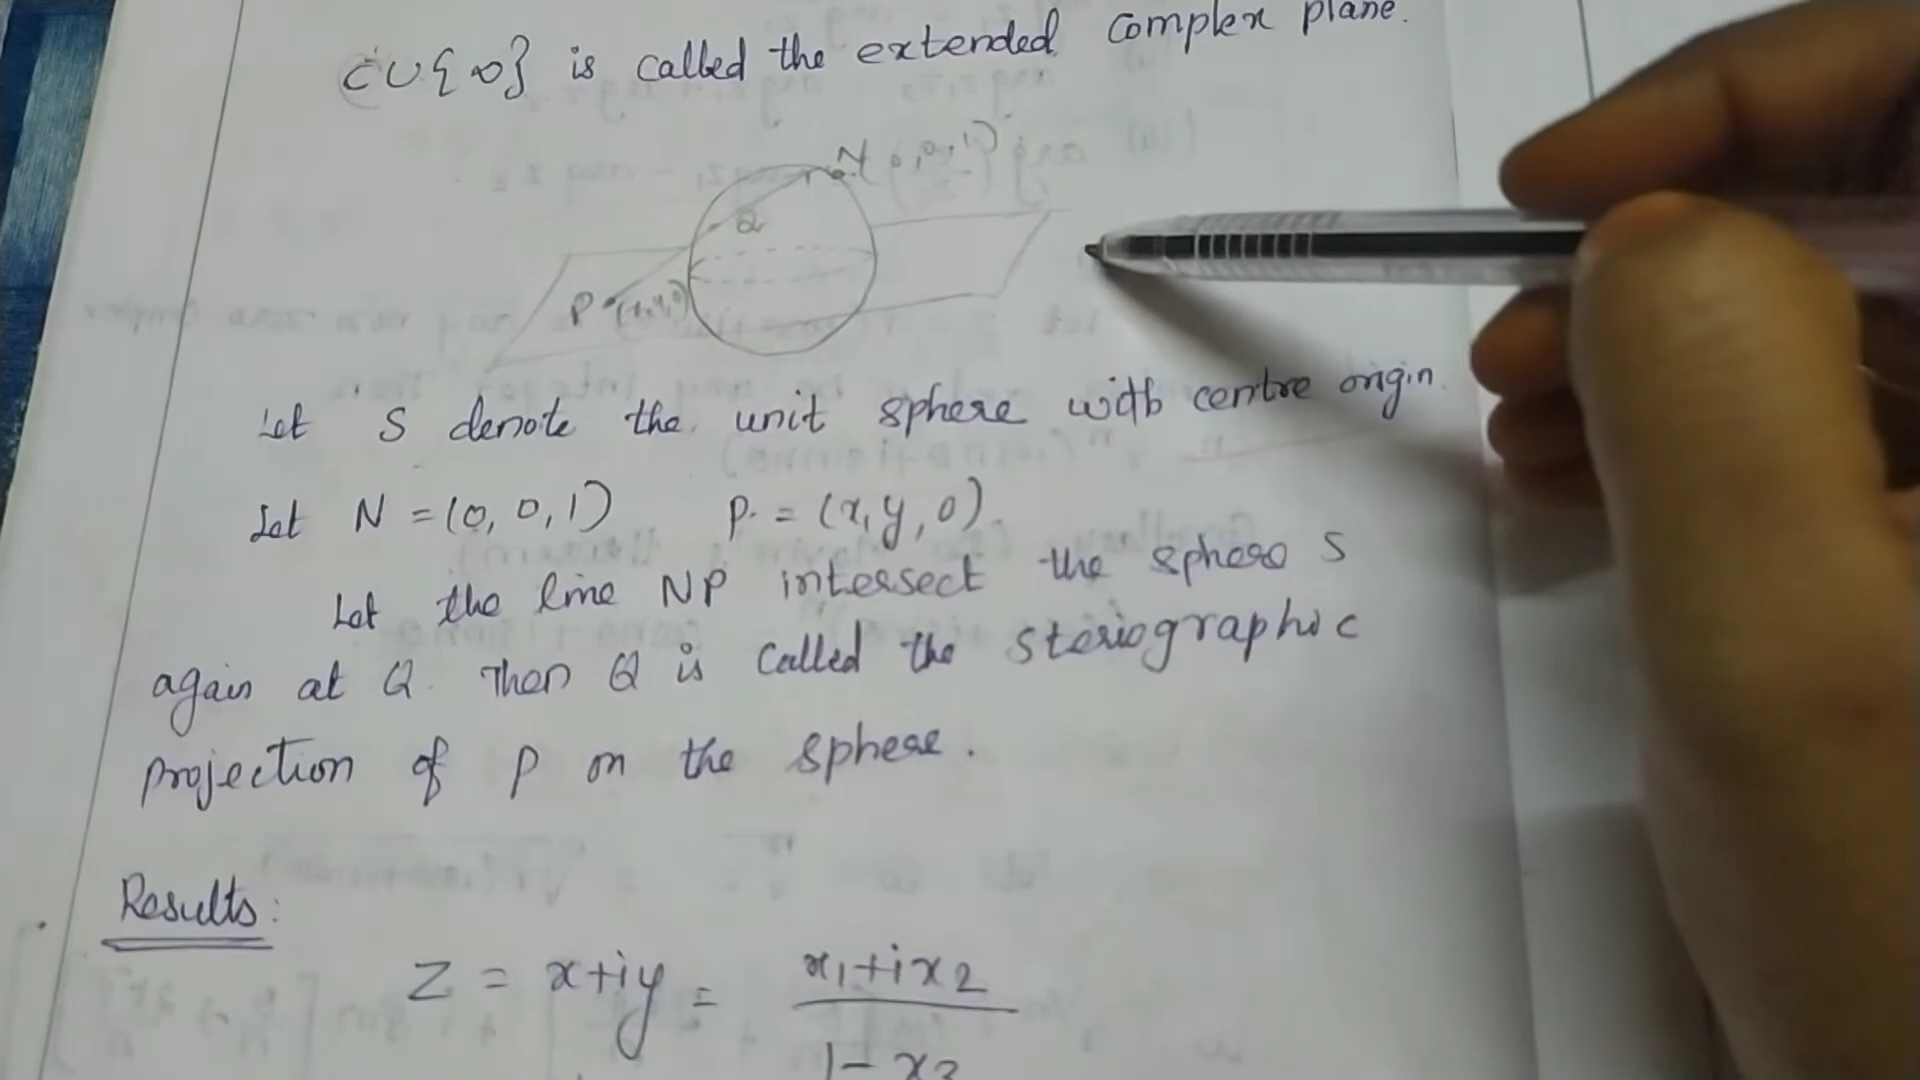 C∪{∞} is called the extended complex plane.
N(0,0,1)
Q
P (x,y,0)
Let S denote the unit sphere with centre origin.
Let N = (0, 0, 1) P = (x, y, 0)
Let the line NP intersect the sphere S
again at Q. Then Q is called the steriographic
projection of P on the sphere.
Results:
Z = x+iy = x1+ix2
1-x3